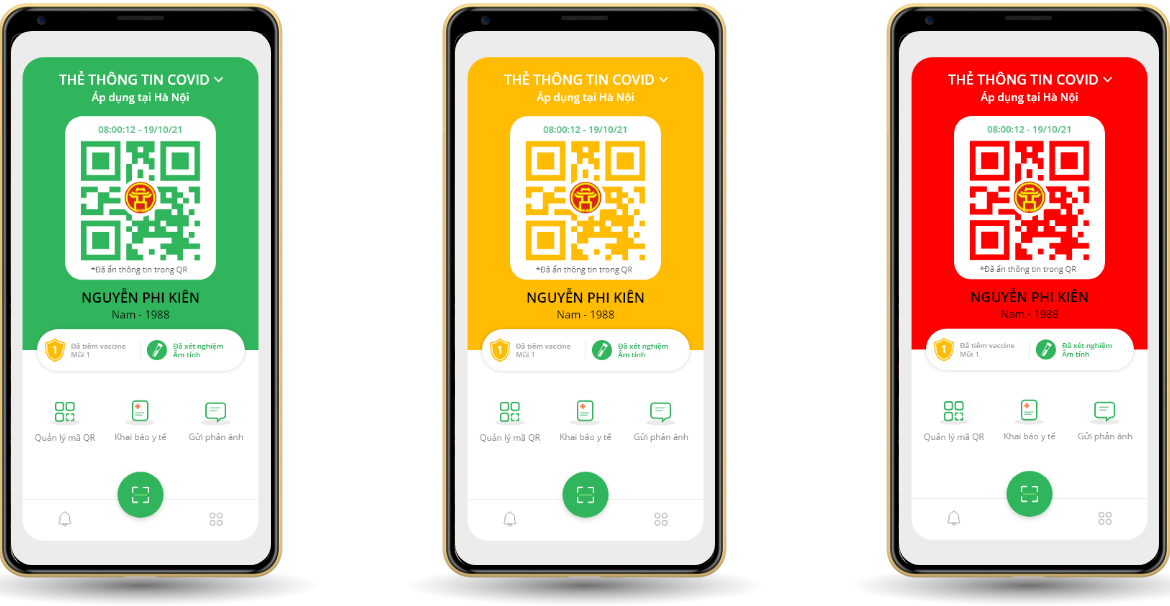 THẺ THÔNG TIN COVID
Áp dụng tại Hà Nội
08:00:12 - 19/10/21
*Đã ẩn thông tin trong QR
NGUYỄN PHI KIÊN
Nam - 1988
1
Đã tiêm vaccine
Mũi 1
Đã xét nghiệm
Âm tính
Quản lý mã QR
Khai báo y tế
Gửi phản ánh
THẺ THÔNG TIN COVID
Áp dụng tại Hà Nội
08:00:12 - 19/10/21
*Đã ẩn thông tin trong QR
NGUYỄN PHI KIÊN
Nam - 1988
1
Đã tiêm vaccine
Mũi 1
Đã xét nghiệm
Âm tính
Quản lý mã QR
Khai báo y tế
Gửi phản ánh
THẺ THÔNG TIN COVID
Áp dụng tại Hà Nội
08:00:12 - 19/10/21
*Đã ẩn thông tin trong QR
NGUYỄN PHI KIÊN
Nam - 1988
1
Đã tiêm vaccine
Mũi 1
Đã xét nghiệm
Âm tính
Quản lý mã QR
Khai báo y tế
Gửi phản ánh